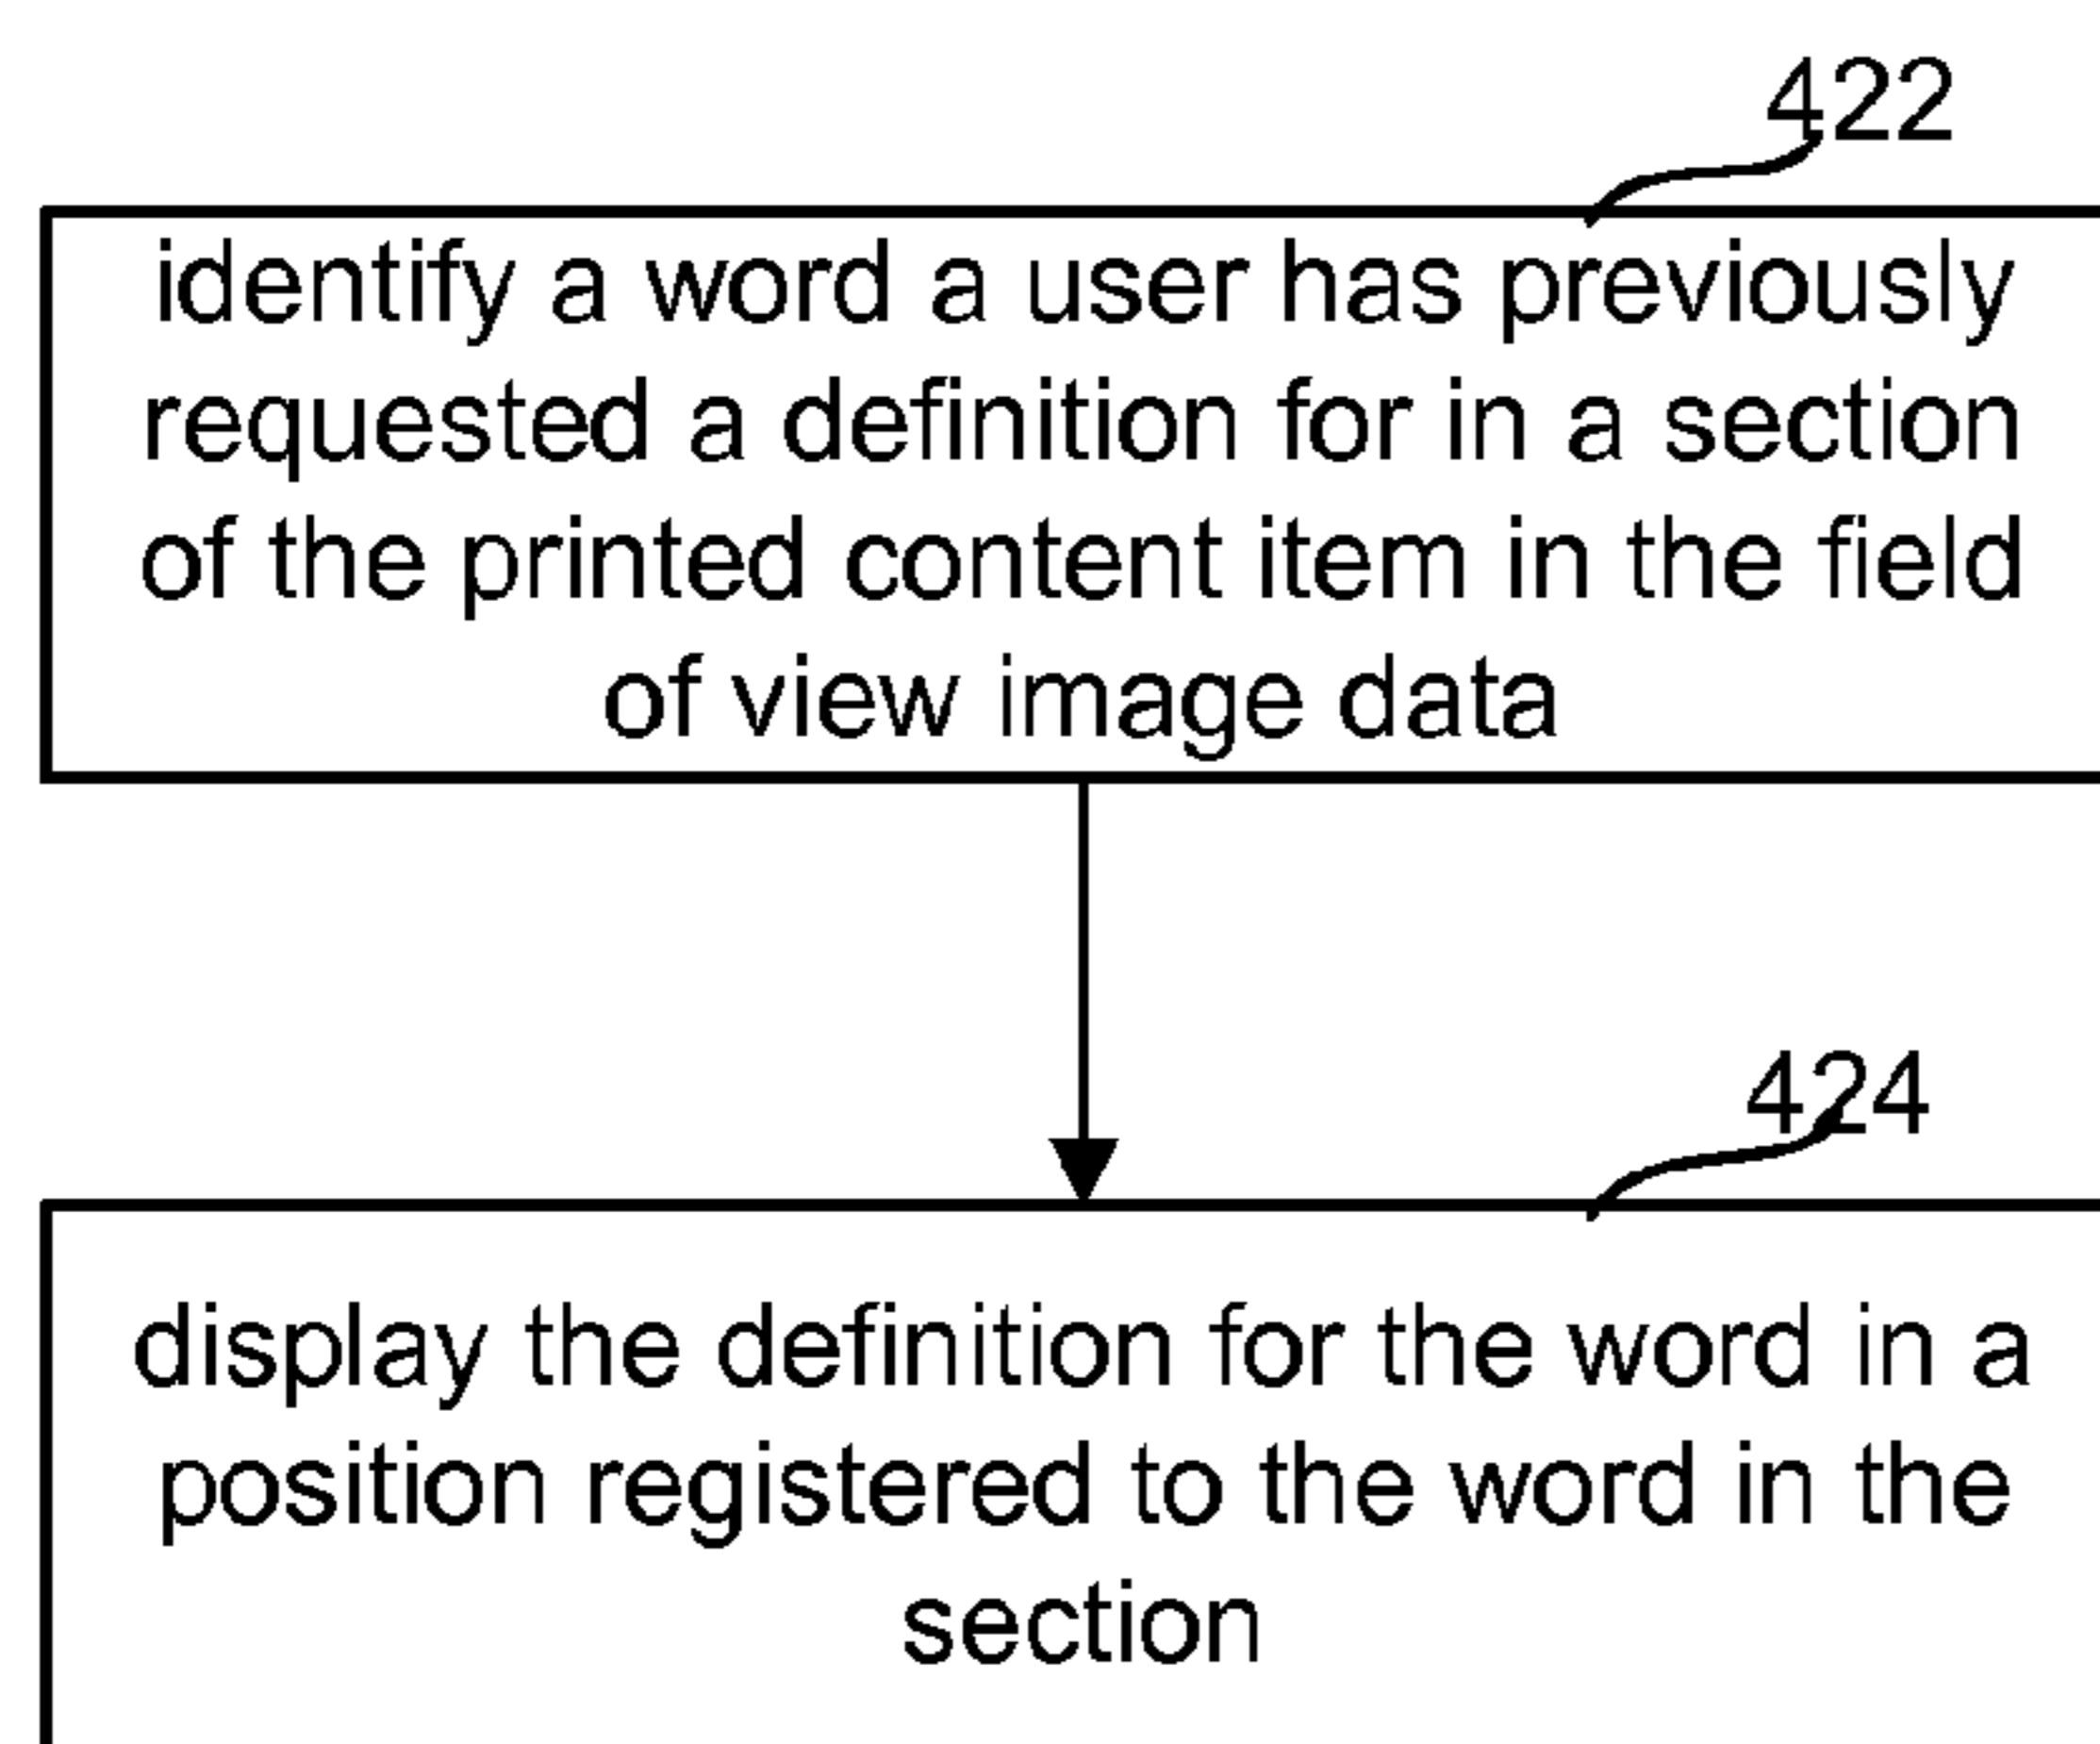 422
identify a word a user has previously
requested a definition for in a section
of the printed content item in the field
of view image data
424
display the definition for the word in a
position registered to the word in the
section